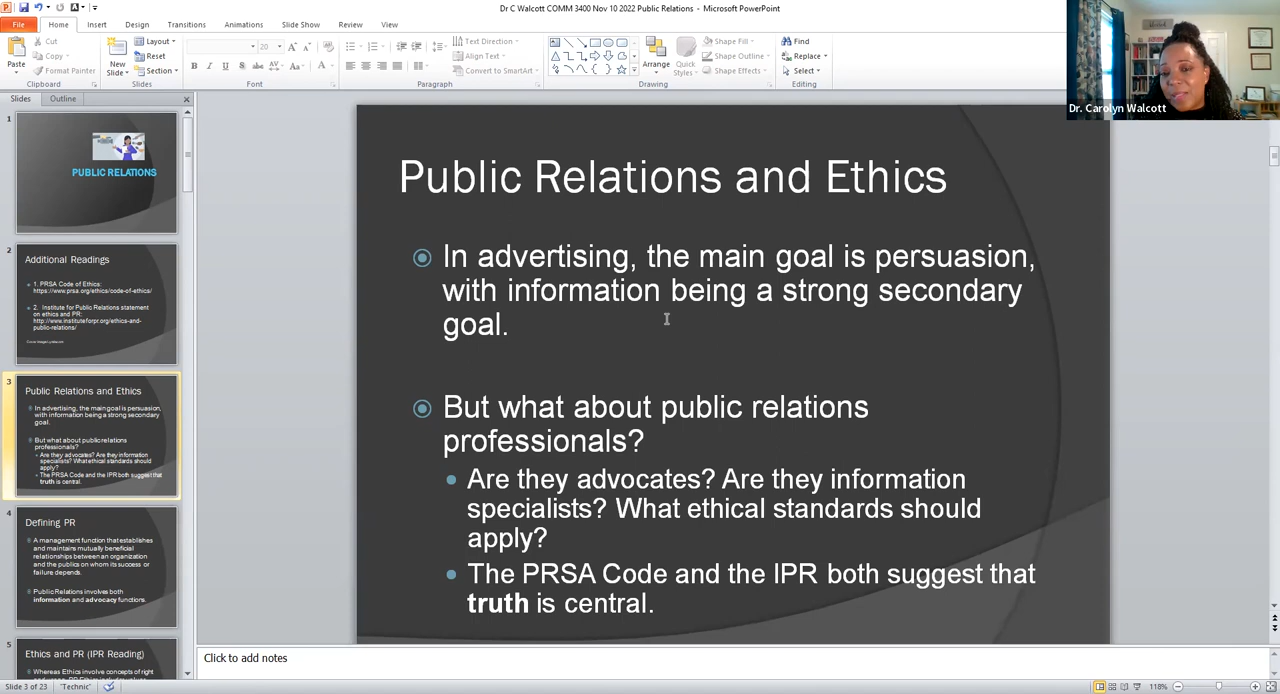 Dr C Walcott COMM 3400 Nov 10 2022 Public Relations - Microsoft PowerPoint
File Home Insert Design Transitions Animations Slide Show Review View
Paste
Cut
Copy
Format Painter
Clipboard
New
Slide
Layout
Reset
Section
Slides
20
Font
Text Direction
Align Text
Convert to SmartArt
Paragraph
Arrange
Quick
Styles
Shape Fill
Shape Outline
Shape Effects
Drawing
Find
Replace
Select
Editing
Dr. Carolyn Walcott
Slides Outline
1
PUBLIC RELATIONS
2
Additional Readings
1. PRSA Code of Ethics:
https://www.prsa.org/ethics/code-of-ethics/
2. Institute for Public Relations statement
on ethics and PR:
http://www.instituteforpr.org/ethics-and-
public-relations/
3
Public Relations and Ethics
In advertising, the main goal is persuasion,
with information being a strong secondary
goal.
But what about public relations
professionals?
Are they advocates? Are they information
specialists? What ethical standards should
apply?
The PRSA Code and the IPR both suggest that
truth is central.
4
Defining PR
A management function that establishes
and maintains mutually beneficial
relationships between an organization
and the publics on whom its success or
failure depends.
Public Relations involves both
information and advocacy functions.
5
Ethics and PR (IPR Reading)
Whereas Ethics involve concepts of right
Public Relations and Ethics
In advertising, the main goal is persuasion,
with information being a strong secondary
goal.
But what about public relations
professionals?
Are they advocates? Are they information
specialists? What ethical standards should
apply?
The PRSA Code and the IPR both suggest that
truth is central.
Click to add notes
Slide 3 of 23 "Technic" 118%